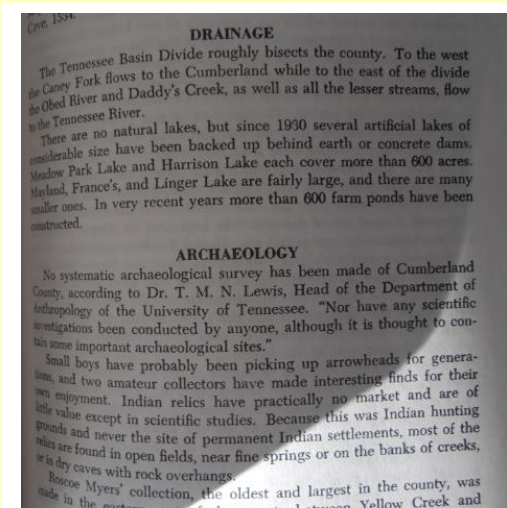 Cove, 1534.
DRAINAGE
The Tennessee Basin Divide roughly bisects the county. To the west
the Caney Fork flows to the Cumberland while to the east of the divide
the Obed River and Daddy's Creek, as well as all the lesser streams, flow
to the Tennessee River.
There are no natural lakes, but since 1930 several artificial lakes of
considerable size have been backed up behind earth or concrete dams.
Meadow Park Lake and Harrison Lake each cover more than 600 acres.
Mayland, France's, and Linger Lake are fairly large, and there are many
smaller ones. In very recent years more than 600 farm ponds have been
constructed.
ARCHAEOLOGY
No systematic archaeological survey has been made of Cumberland
County, according to Dr. T. M. N. Lewis, Head of the Department of
Anthropology of the University of Tennessee. "Nor have any scientific
investigations been conducted by anyone, although it is thought to con-
tain some important archaeological sites."
Small boys have probably been picking up arrowheads for genera-
tions, and two amateur collectors have made interesting finds for their
own enjoyment. Indian relics have practically no market and are of
little value except in scientific studies. Because this was Indian hunting
grounds and never the site of permanent Indian settlements, most of the
relics are found in open fields, near fine springs or on the banks of creeks,
or in dry caves with rock overhangs.
Roscoe Myers' collection, the oldest and largest in the county, was
made in the between Yellow Creek and